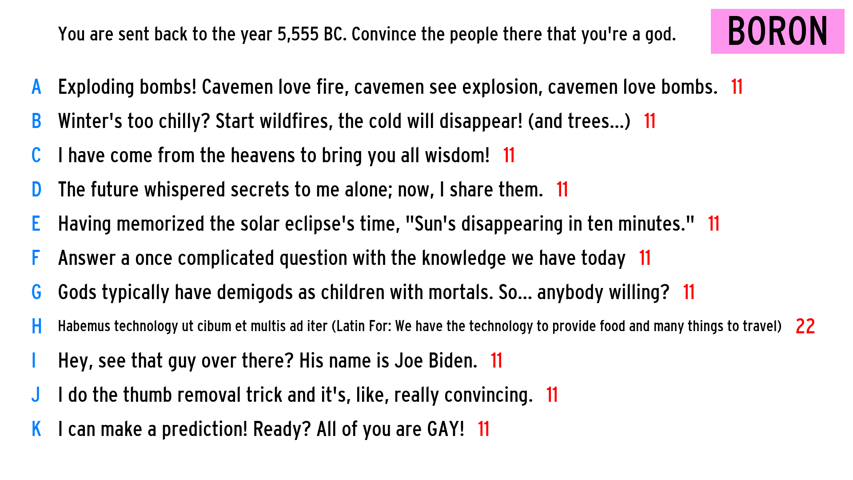 You are sent back to the year 5,555 BC. Convince the people there that you're a god.
BORON
A Exploding bombs! Cavemen love fire, cavemen see explosion, cavemen love bombs. 11
B Winter's too chilly? Start wildfires, the cold will disappear! (and trees...) 11
C I have come from the heavens to bring you all wisdom! 11
D The future whispered secrets to me alone; now, I share them. 11
E Having memorized the solar eclipse's time, "Sun's disappearing in ten minutes." 11
F Answer a once complicated question with the knowledge we have today 11
G Gods typically have demigods as children with mortals. So... anybody willing? 11
H Habemus technology ut cibum et multis ad iter (Latin For: We have the technology to provide food and many things to travel) 22
I Hey, see that guy over there? His name is Joe Biden. 11
J I do the thumb removal trick and it's, like, really convincing. 11
K I can make a prediction! Ready? All of you are GAY! 11